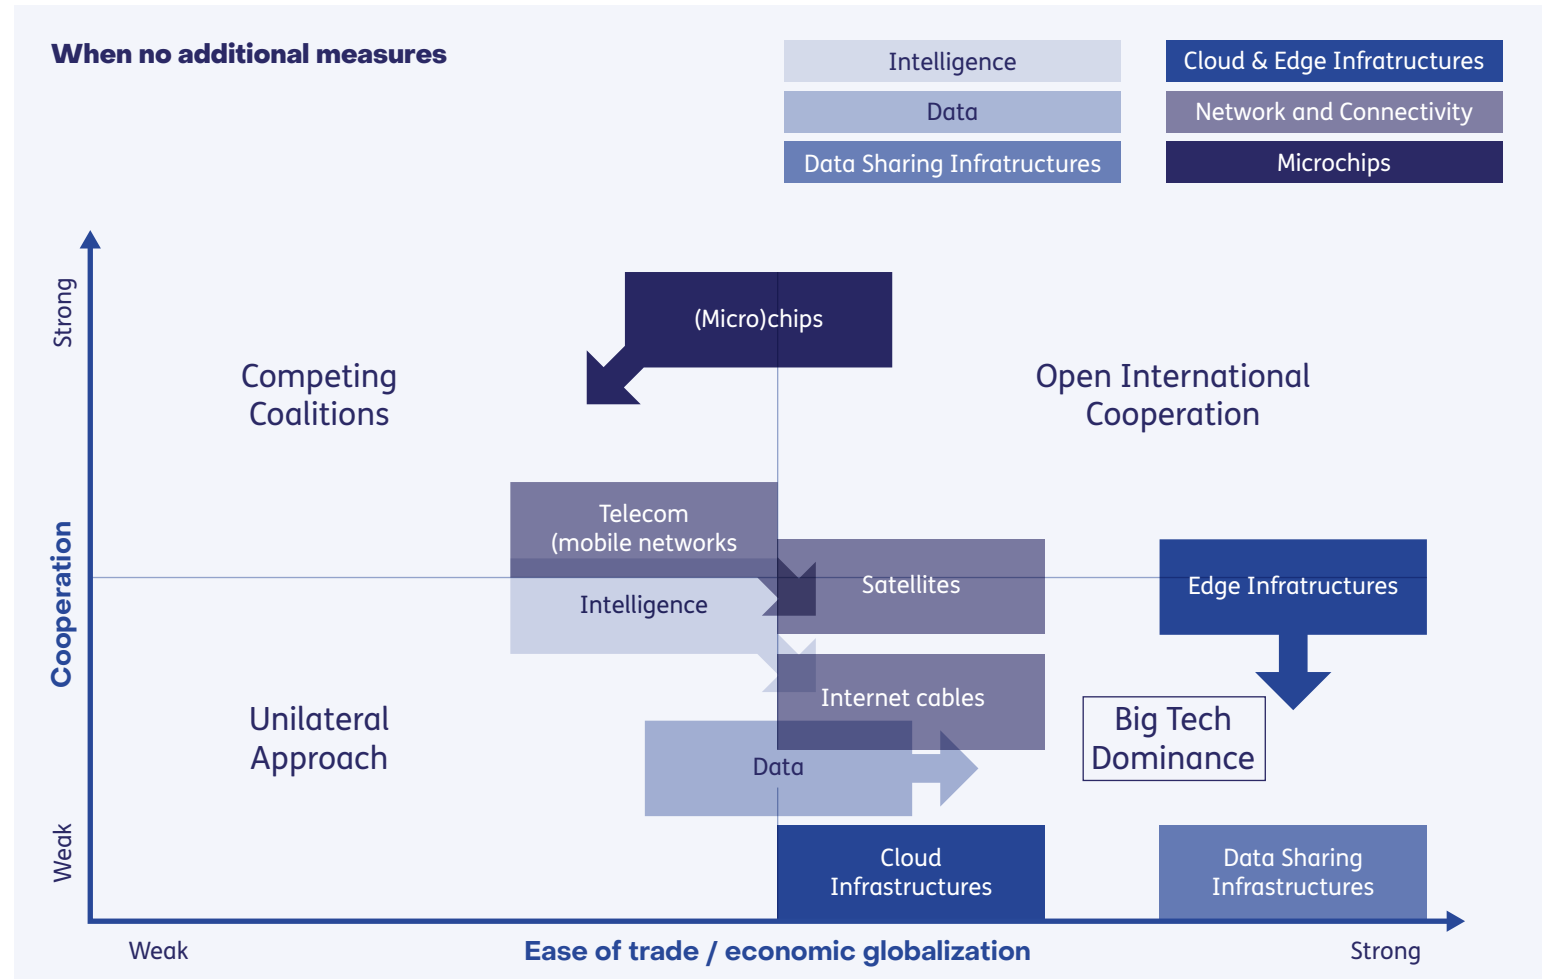 When no additional measures
Intelligence
Data
Data Sharing Infratructures
Cloud & Edge Infratructures
Network and Connectivity
Microchips
Strong
Cooperation
Weak
(Micro)chips
Competing
Coalitions
Open International
Cooperation
Telecom
(mobile networks
Intelligence
Satellites
Edge Infratructures
Internet cables
Unilateral
Approach
Big Tech
Dominance
Data
Cloud
Infrastructures
Data Sharing
Infrastructures
Weak
Ease of trade / economic globalization
Strong